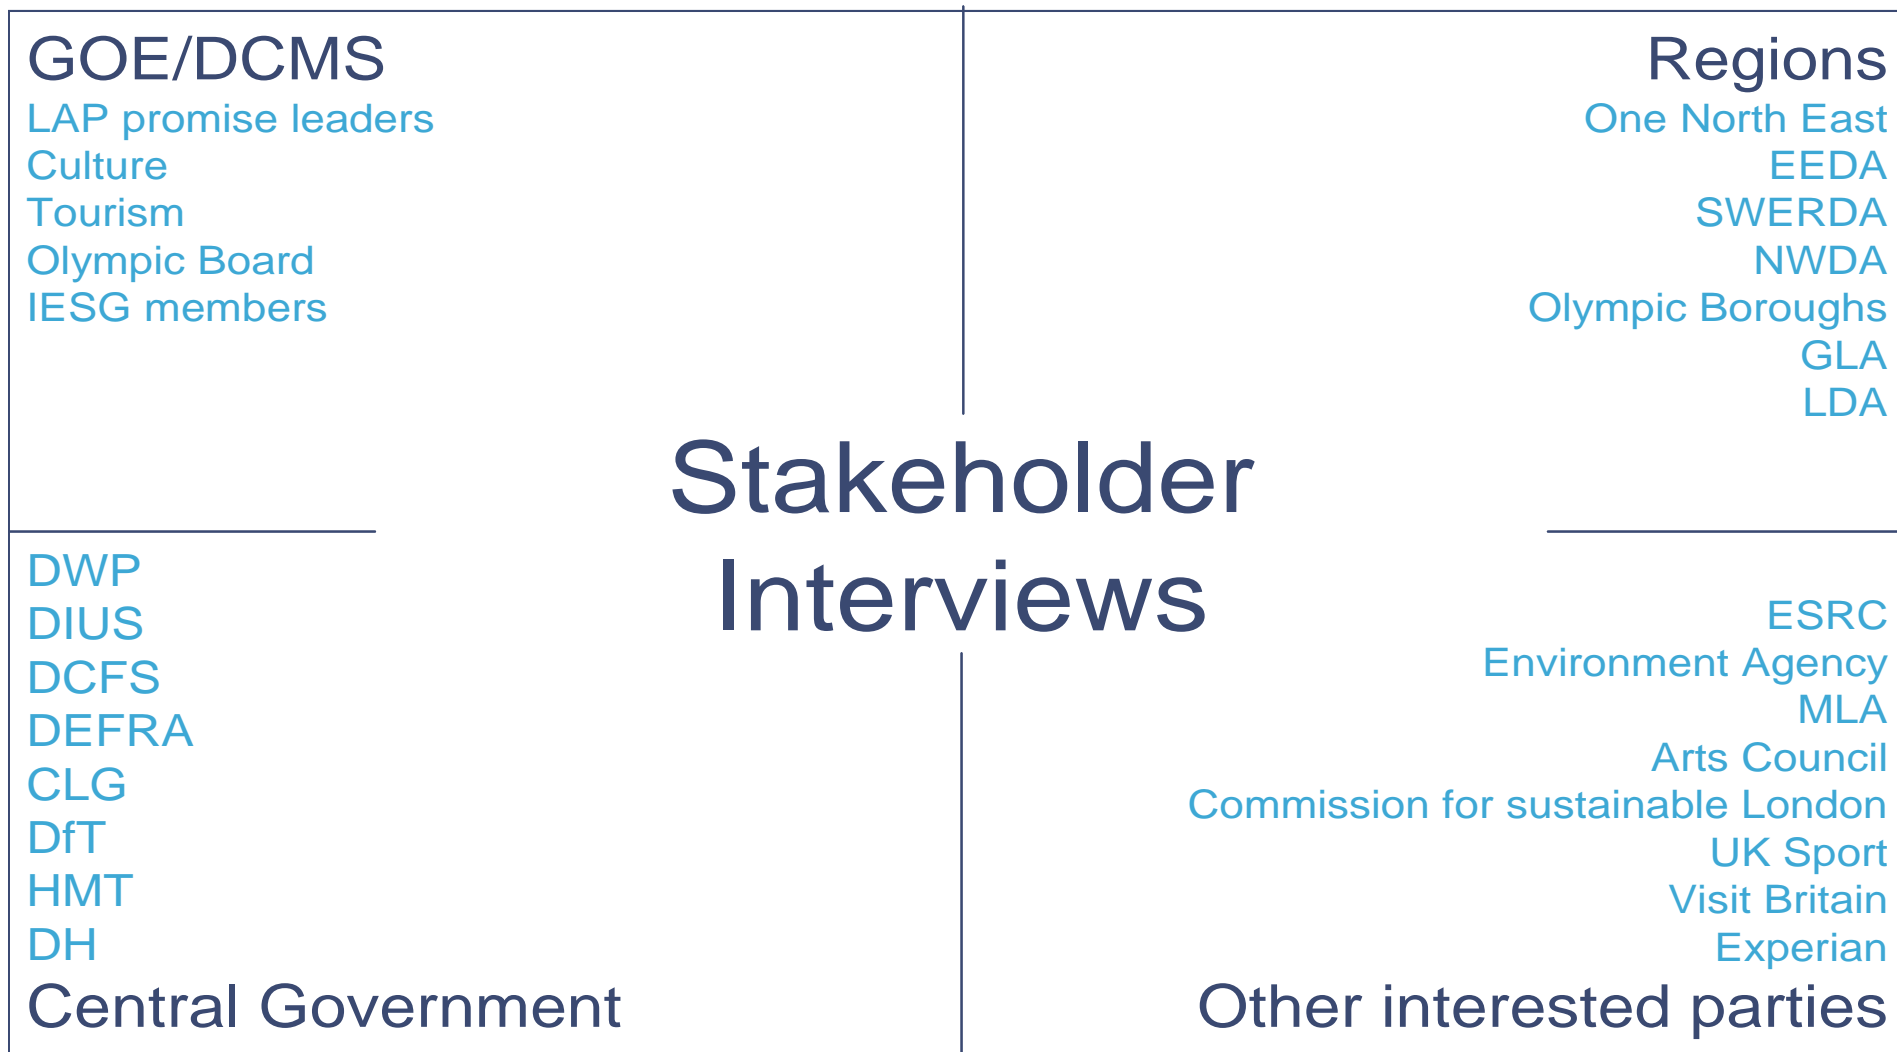 GOE/DCMS
LAP promise leaders
Culture
Tourism
Olympic Board
IESG members
Regions
One North East
EEDA
SWERDA
NWDA
Olympic Boroughs
GLA
LDA
Stakeholder
Interviews
DWP
DIUS
DCFS
DEFRA
CLG
DfT
HMT
DH
Central Government
ESRC
Environment Agency
MLA
Arts Council
Commission for sustainable London
UK Sport
Visit Britain
Experian
Other interested parties